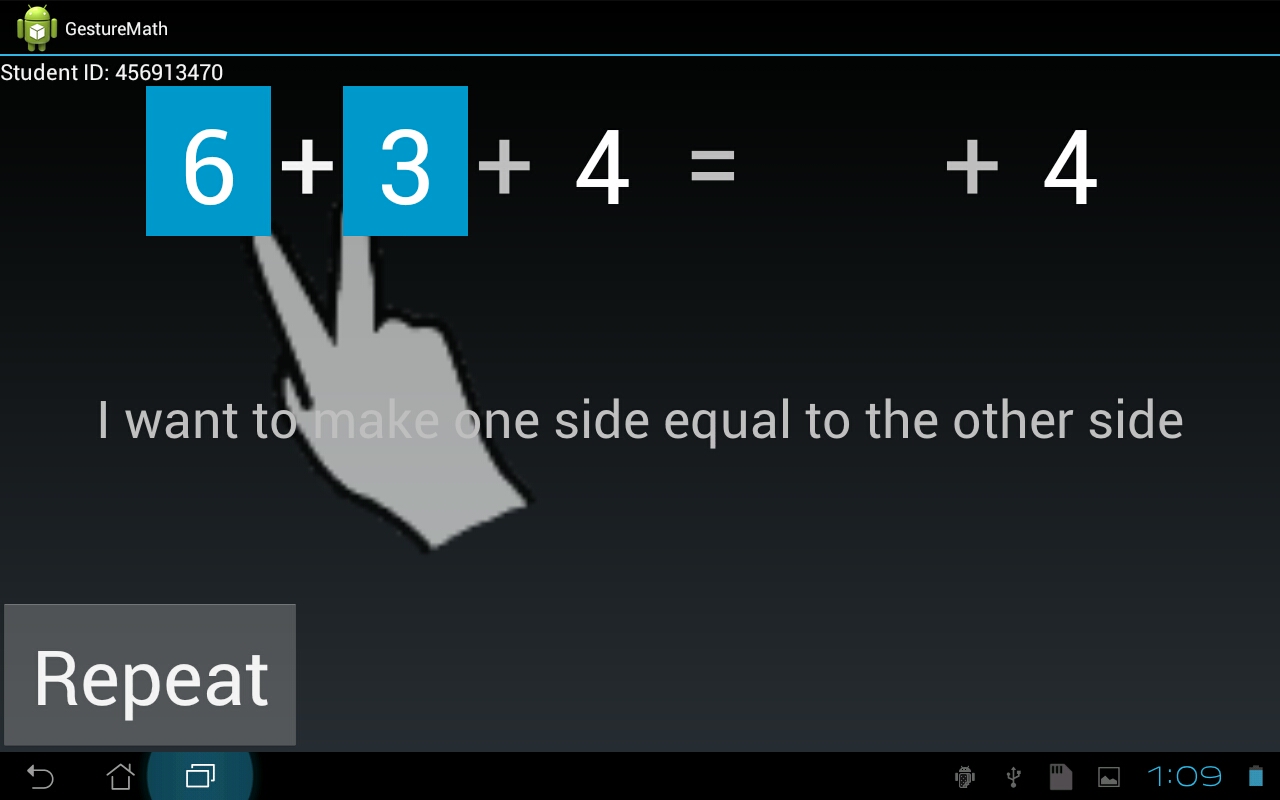 GestureMath
Student ID: 456913470
6 + 3 + 4 = + 4
I want to make one side equal to the other side
Repeat
1:09